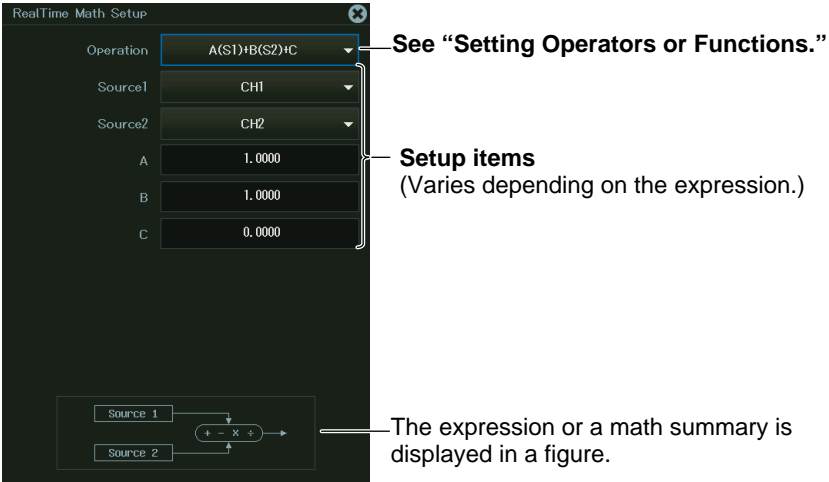 RealTime Math Setup
Operation A(S1)+B(S2)+C
See “Setting Operators or Functions.”
Source1 CH1
Source2 CH2
A 1.0000
B 1.0000
C 0.0000
Setup items
(Varies depending on the expression.)
Source 1
+ - × ÷
Source 2
The expression or a math summary is
displayed in a figure.